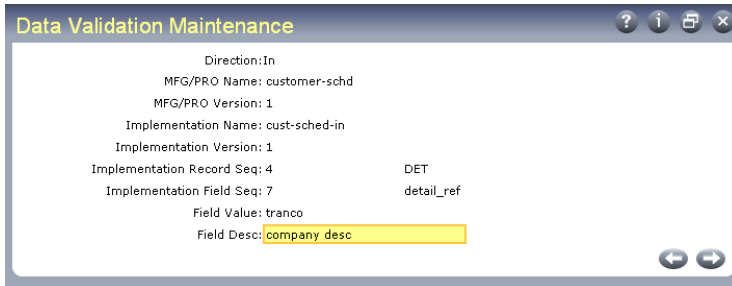 Data Validation Maintenance ? i
Direction:In
MFG/PRO Name: customer-schd
MFG/PRO Version: 1
Implementation Name: cust-sched-in
Implementation Version: 1
Implementation Record Seq: 4 DET
Implementation Field Seq: 7 detail_ref
Field Value: tranco
Field Desc: company desc